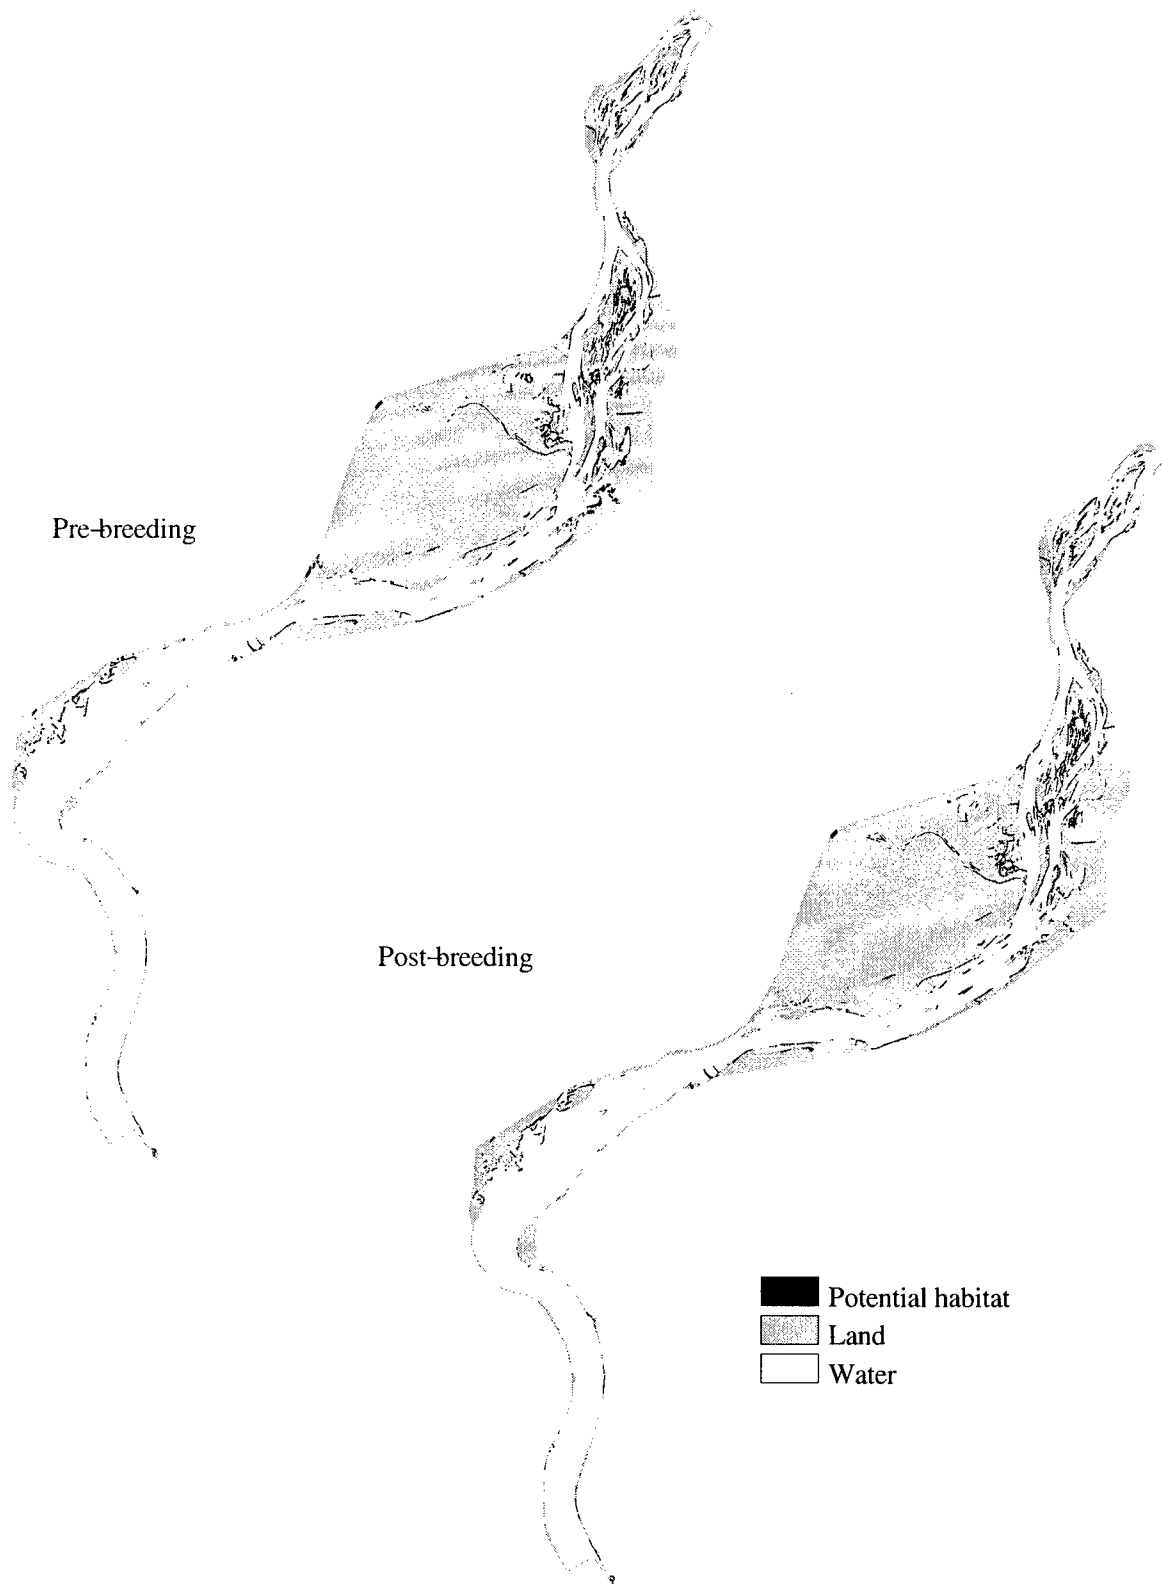 Pre-breeding
Post-breeding
Potential habitat
Land
Water